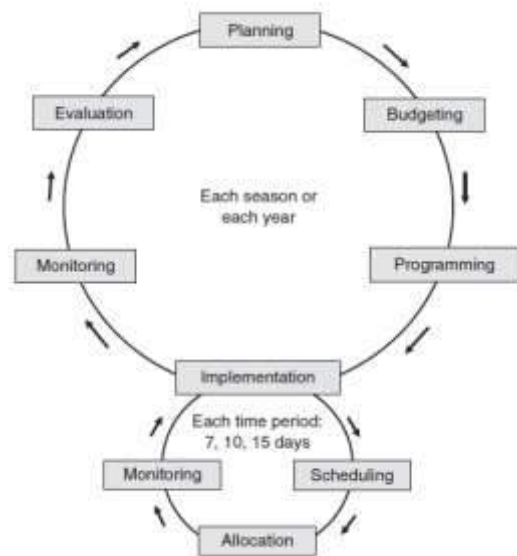 Planning
Evaluation
Budgeting
Each season or
each year
Monitoring
Programming
Implementation
Each time period:
7, 10, 15 days
Monitoring
Scheduling
Allocation